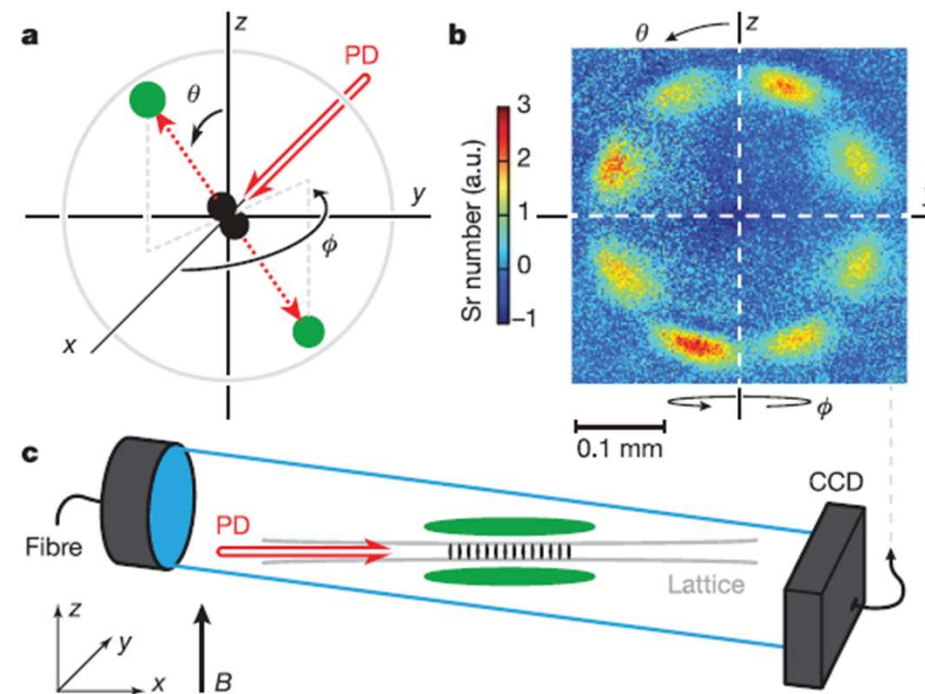 a
z
PD
θ
y
ϕ
x
b
θ
z
Sr number (a.u.)
3
2
1
0
–1
ϕ
0.1 mm
c
Fibre
PD
CCD
Lattice
z
y
x
B